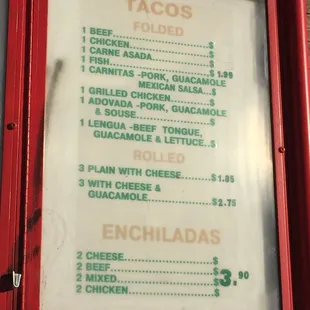 TACOS
FOLDED
1 BEEF....................$
1 CHICKEN....................$
1 CARNE ASADA....................$
1 FISH....................$ 1.99
1 CARNITAS -PORK, GUACAMOLE
MEXICAN SALSA..$
1 GRILLED CHICKEN............$
1 ADOVADA -PORK, GUACAMOLE
& SOUSE....................$
1 LENGUA -BEEF TONGUE,
GUACAMOLE & LETTUCE..$
ROLLED
3 PLAIN WITH CHEESE........$1.85
3 WITH CHEESE &
GUACAMOLE....................$2.75
ENCHILADAS
2 CHEESE....................$
2 BEEF....................$
2 MIXED....................$ 3.90
2 CHICKEN....................$